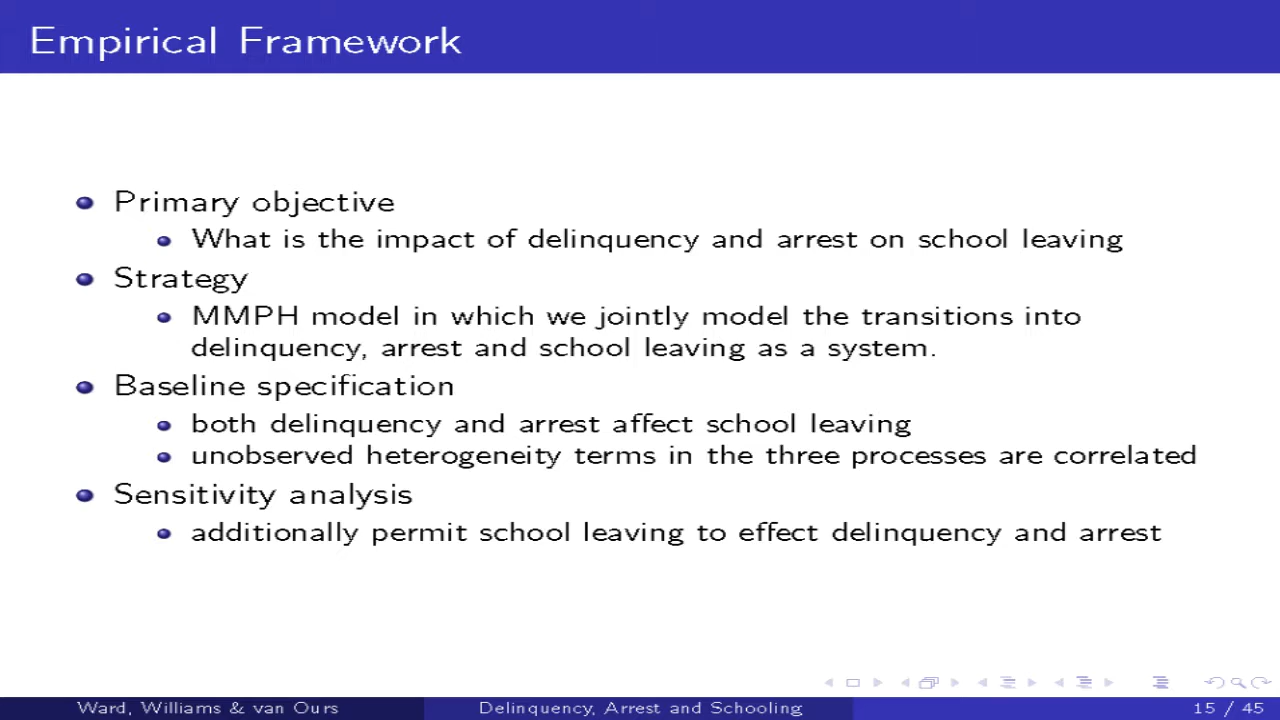 Empirical Framework
Primary objective
What is the impact of delinquency and arrest on school leaving
Strategy
MMPH model in which we jointly model the transitions into
delinquency, arrest and school leaving as a system.
Baseline specification
both delinquency and arrest affect school leaving
unobserved heterogeneity terms in the three processes are correlated
Sensitivity analysis
additionally permit school leaving to effect delinquency and arrest
Ward, Williams & van Ours
Delinquency, Arrest and Schooling
15 / 45